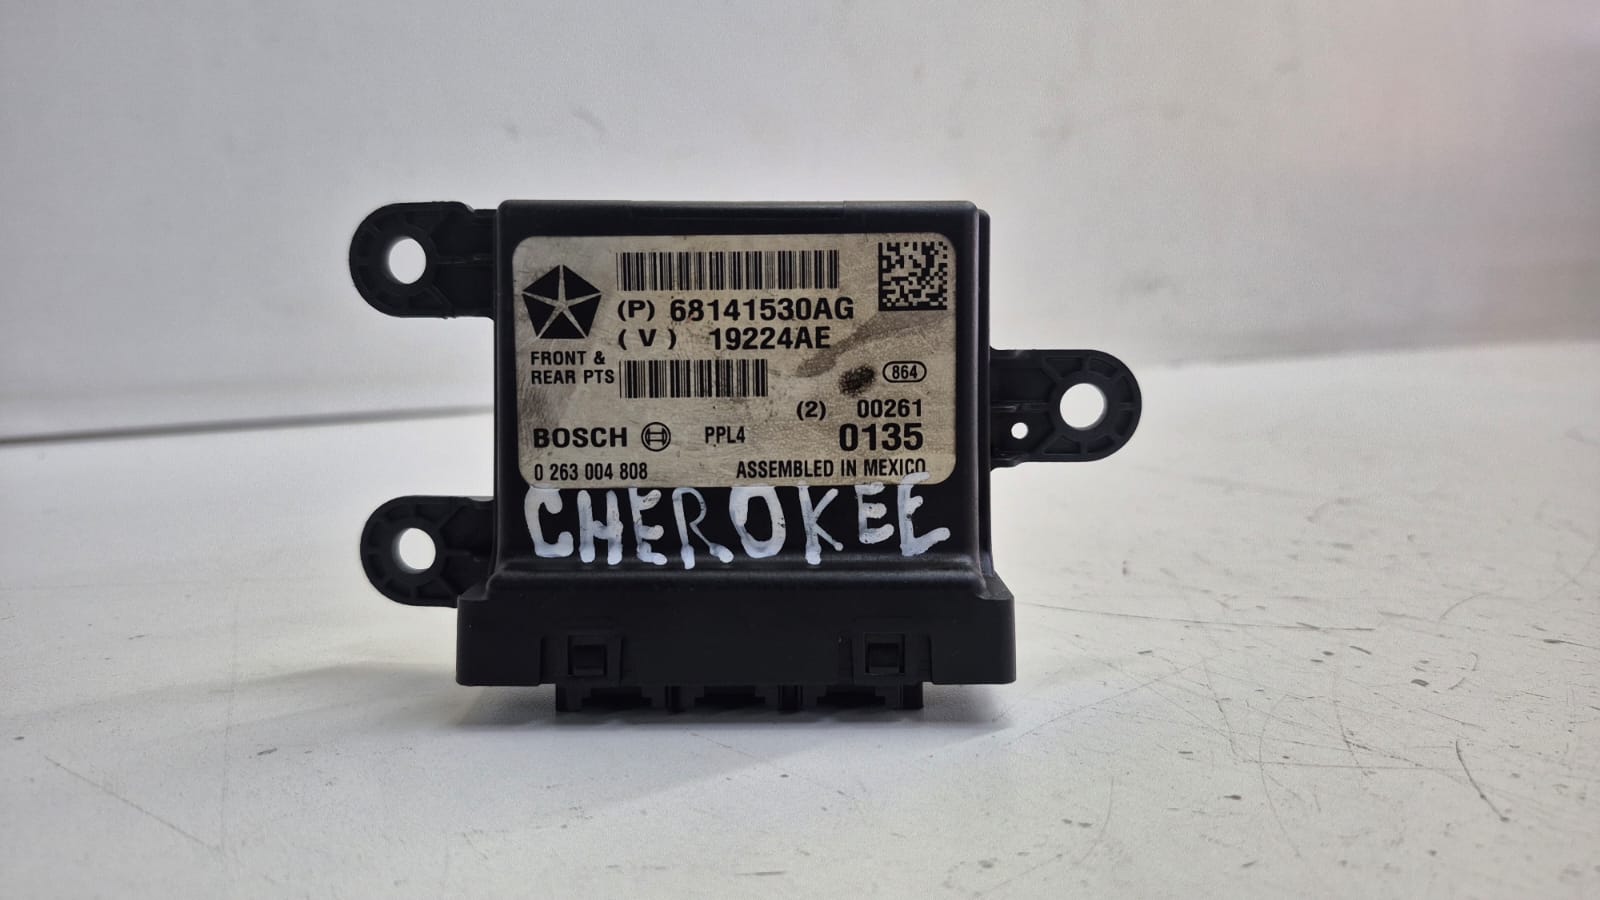 (P) 68141530AG
(V) 19224AE
FRONT &
REAR PTS
864
(2) 00261
BOSCH PPL4 0135
0 263 004 808 ASSEMBLED IN MEXICO
CHEROKEE